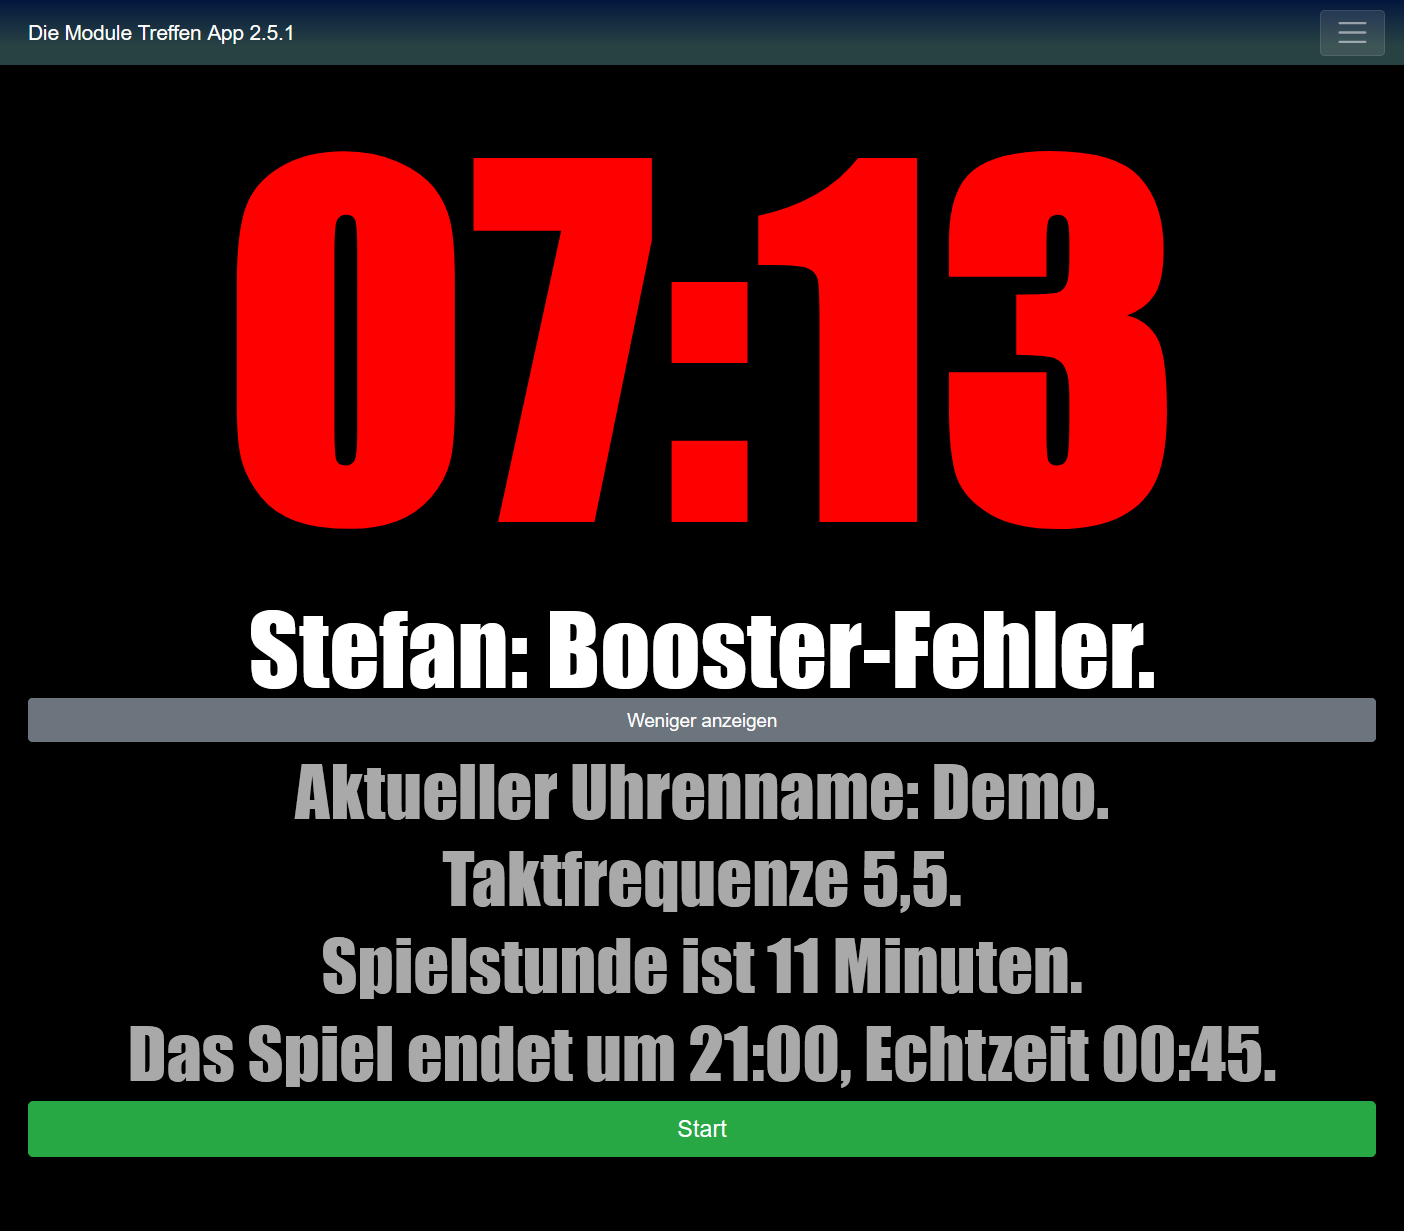 Die Module Treffen App 2.5.1
07:13
Stefan: Booster-Fehler.
Weniger anzeigen
Aktueller Uhrenname: Demo.
Taktfrequenze 5,5.
Spielstunde ist 11 Minuten.
Das Spiel endet um 21:00, Echtzeit 00:45.
Start